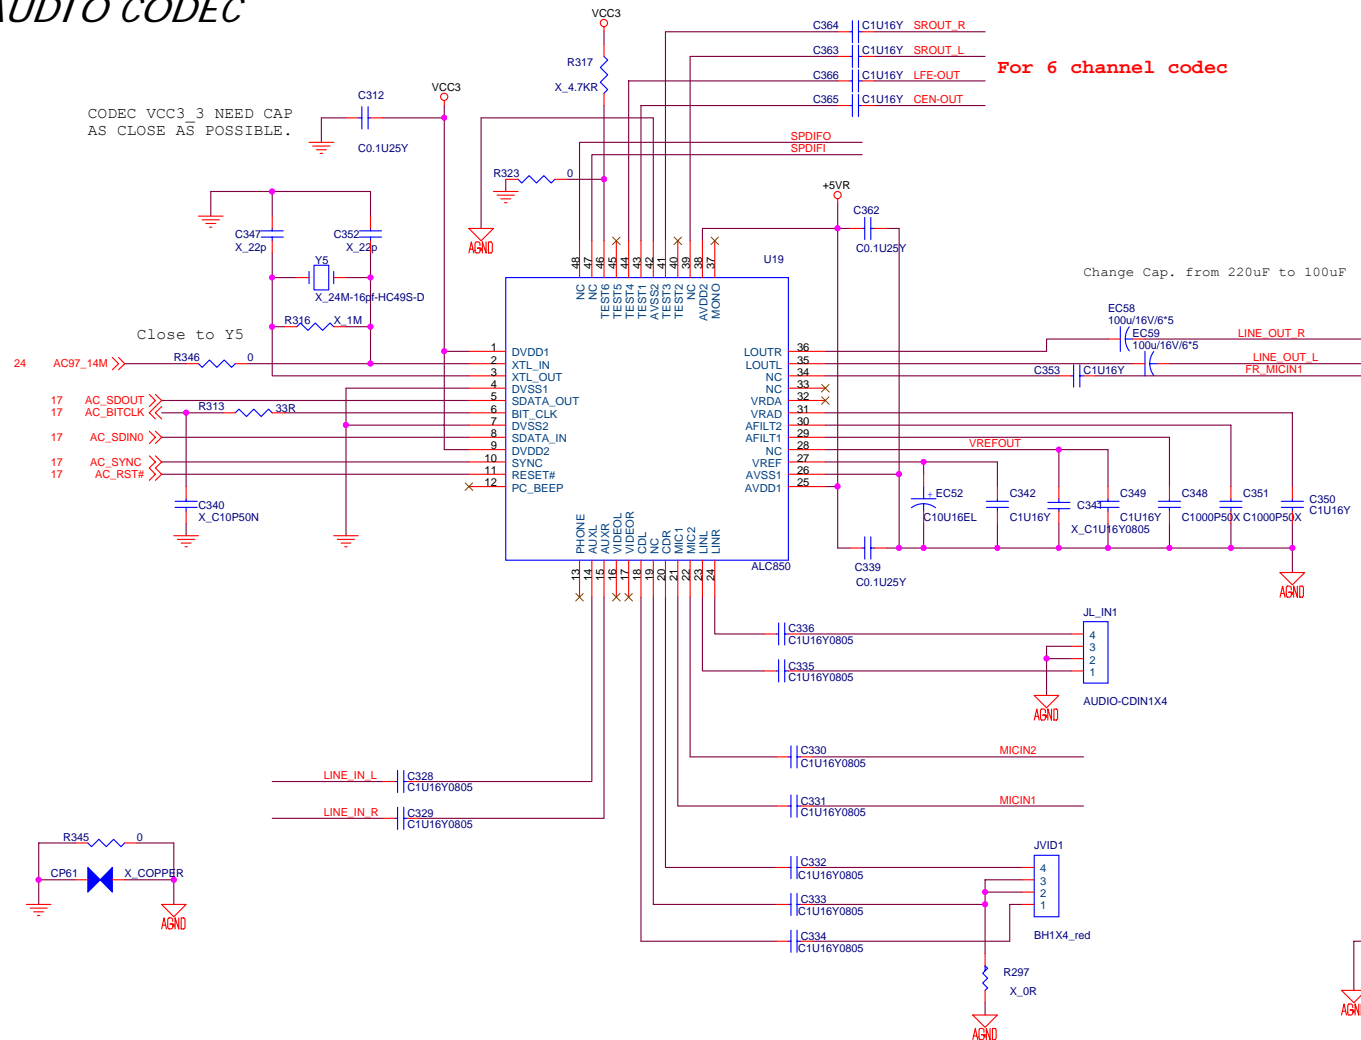 AUDIO CODEC
VCC3
R317
X_4.7KR
C364 C1U16Y SROUT_R
C363 C1U16Y SROUT_L
C366 C1U16Y LFE-OUT
C365 C1U16Y CEN-OUT
For 6 channel codec
CODEC VCC3_3 NEED CAP
AS CLOSE AS POSSIBLE.
C312
C0.1U25Y
VCC3
SPDIFO
SPDIFI
R323 0
AGND
+5VR
C362
C0.1U25Y
C347
X_22p
C352
X_22p
Y5
X_24M-16pf-HC49S-D
R316 X_1M
Close to Y5
U19
Change Cap. from 220uF to 100uF
EC58
100u/16V/6*5
EC59
100u/16V/6*5
LINE_OUT_R
LINE_OUT_L
FR_MICIN1
C353 C1U16Y
48 47 46 45 44 43 42 41 40 39 38 37
NC NC TEST6 TEST5 TEST4 TEST1 AVSS2 TEST3 TEST2 NC AVDD2 MONO
24 AC97_14M R346 0
17 AC_SDOUT
17 AC_BITCLK R313 33R
17 AC_SDIN0
17 AC_SYNC
17 AC_RST#
1 DVDD1
2 XTL_IN
3 XTL_OUT
4 DVSS1
5 SDATA_OUT
6 BIT_CLK
7 DVSS2
8 SDATA_IN
9 DVDD2
10 SYNC
11 RESET#
12 PC_BEEP
LOUTR 36
LOUTL 35
NC 34
NC 33
VRDA 32
VRAD 31
AFILT2 30
AFILT1 29
NC 28
VREF 27
AVSS1 26
AVDD1 25
VREFOUT
C340
X_C10P50N
+ EC52
C10U16EL
C342
C1U16Y
C341
X_C1U16Y0805
C349
C1U16Y
C348
C1000P50X
C351
C1000P50X
C350
C1U16Y
AGND
PHONE AUXL AUXR VIDEOL VIDEOR CDL NC CDR MIC1 MIC2 LINL LINR
13 14 15 16 17 18 19 20 21 22 23 24
ALC850
C339
C0.1U25Y
JL_IN1
4
3
2
1
AUDIO-CDIN1X4
AGND
C336
C1U16Y0805
C335
C1U16Y0805
C330
C1U16Y0805
MICIN2
C331
C1U16Y0805
MICIN1
LINE_IN_L C328
C1U16Y0805
LINE_IN_R C329
C1U16Y0805
R345 0
CP61 X_COPPER
AGND
C332
C1U16Y0805
C333
C1U16Y0805
C334
C1U16Y0805
JVID1
4
3
2
1
BH1X4_red
R297
X_0R
AGND